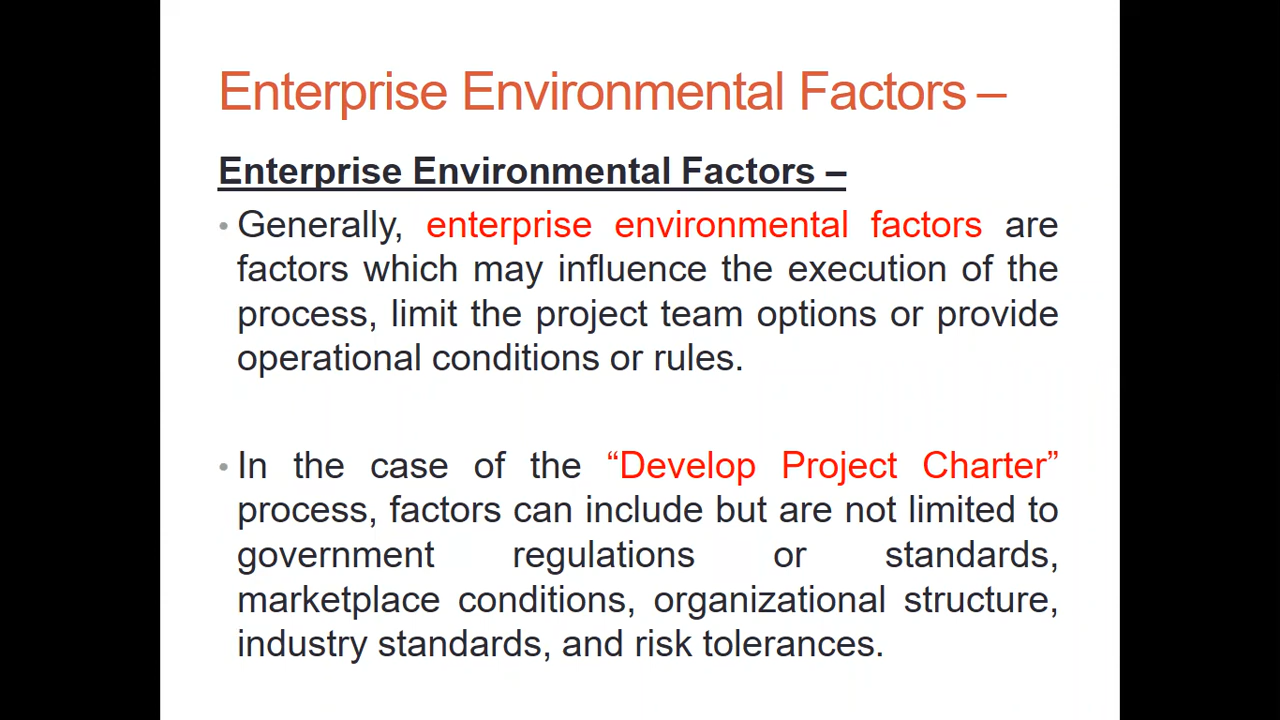 Enterprise Environmental Factors –
Enterprise Environmental Factors –
• Generally, enterprise environmental factors are
factors which may influence the execution of the
process, limit the project team options or provide
operational conditions or rules.
• In the case of the “Develop Project Charter”
process, factors can include but are not limited to
government regulations or standards,
marketplace conditions, organizational structure,
industry standards, and risk tolerances.